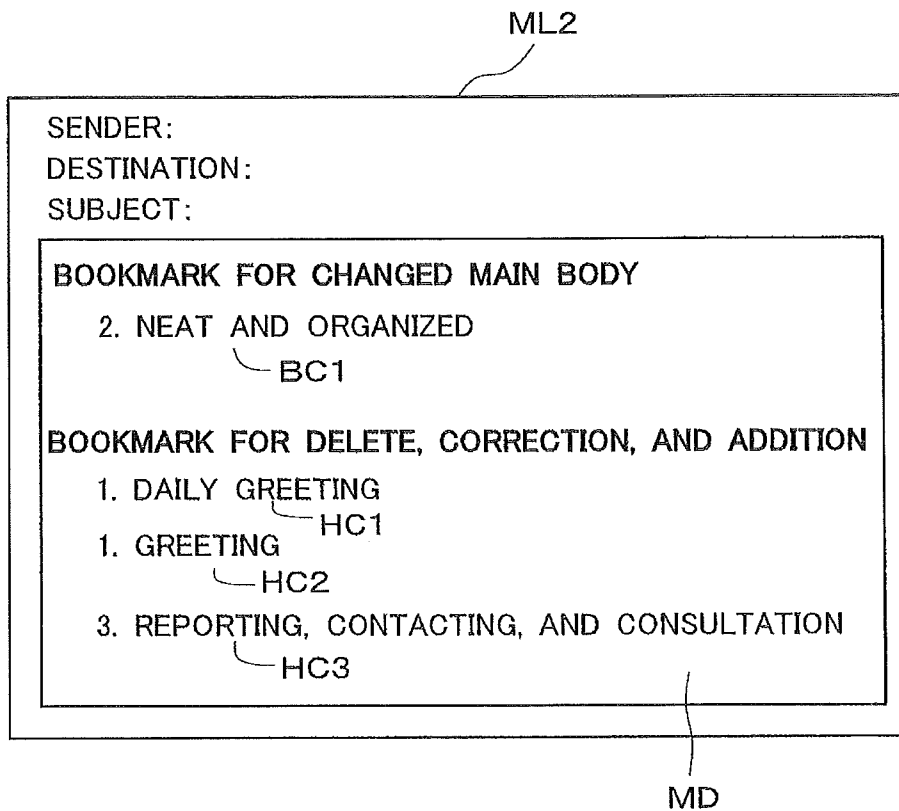 ML2
SENDER:
DESTINATION:
SUBJECT:
BOOKMARK FOR CHANGED MAIN BODY
2. NEAT AND ORGANIZED
BC1
BOOKMARK FOR DELETE, CORRECTION, AND ADDITION
1. DAILY GREETING
HC1
1. GREETING
HC2
3. REPORTING, CONTACTING, AND CONSULTATION
HC3
MD